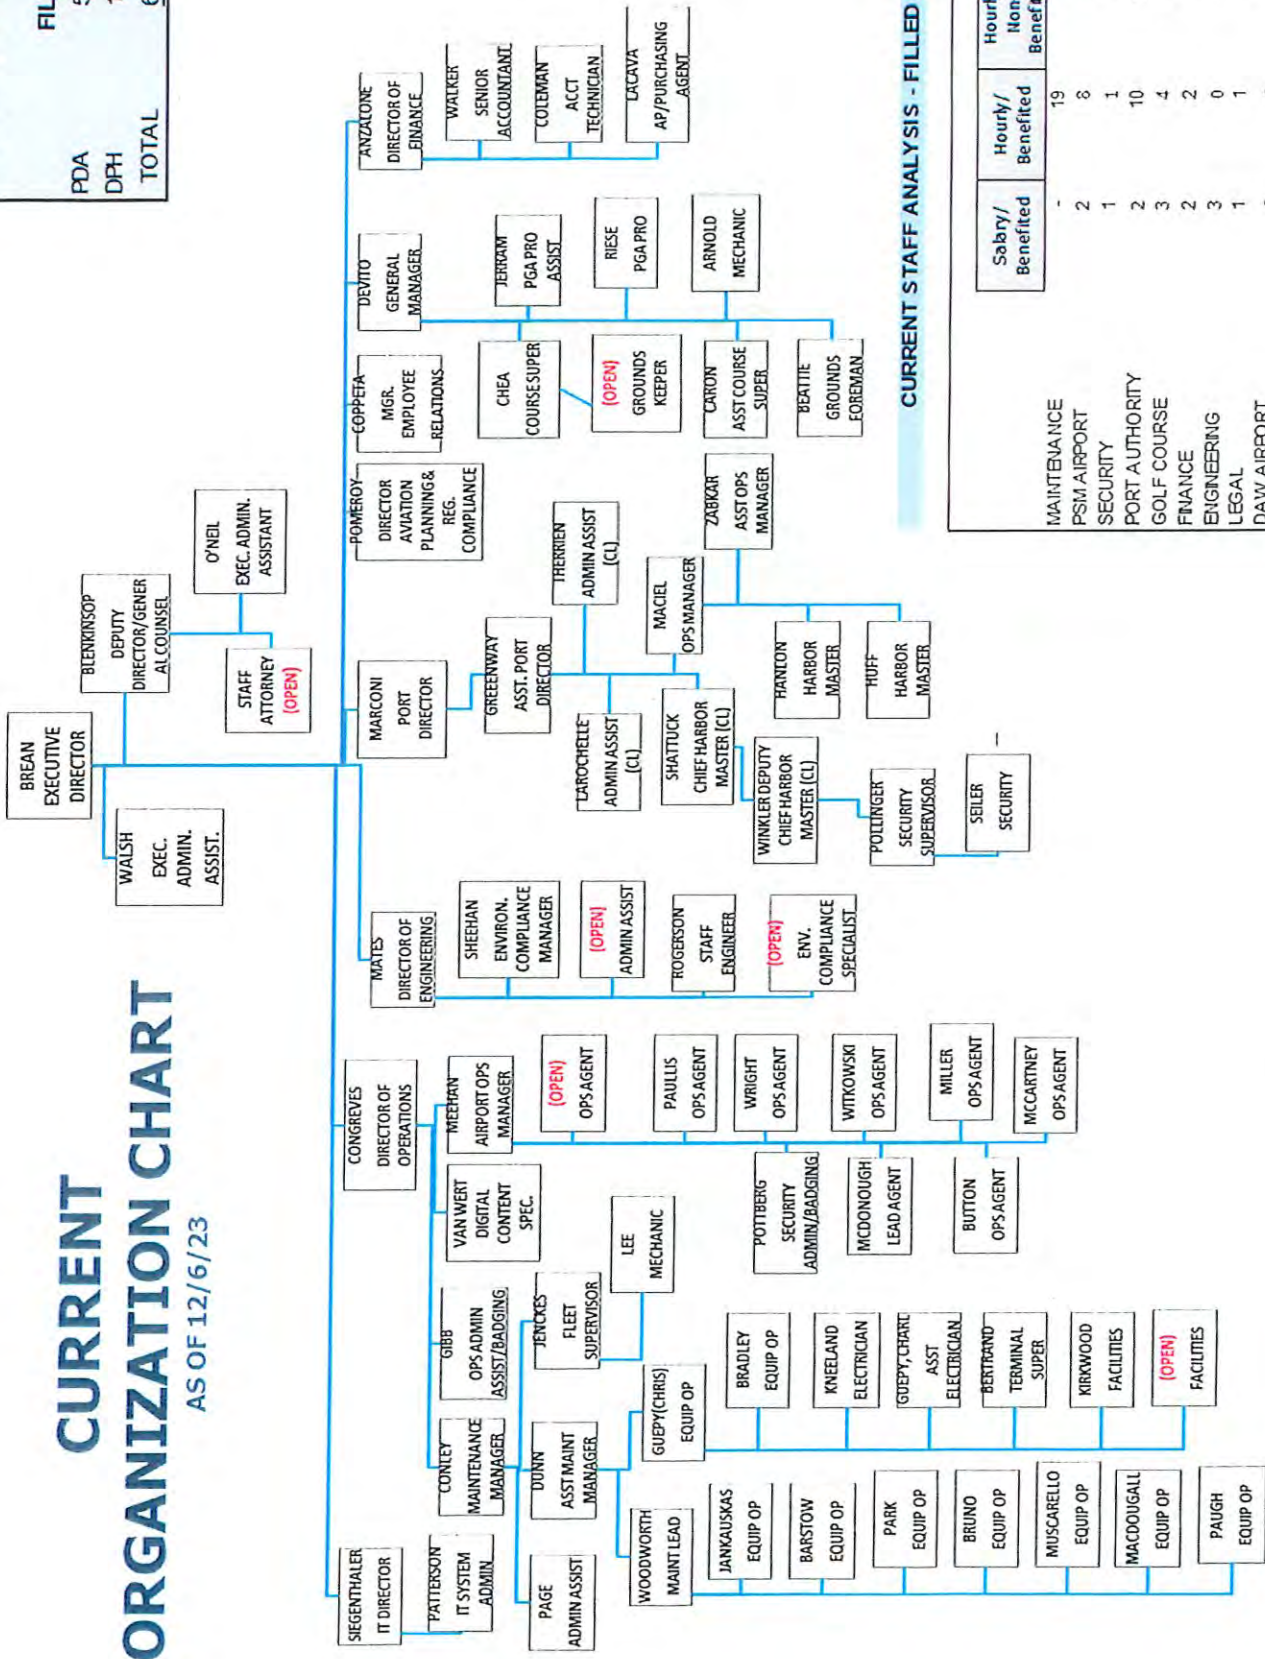 CURRENT
ORGANIZATION CHART
AS OF 12/6/23
BREAN
EXECUTIVE
DIRECTOR
WALSH
EXEC.
ADMIN.
ASSIST.
BLENKINSOP
DEPUTY
DIRECTOR/GENER
AL COUNSEL
O'NEIL
EXEC. ADMIN.
ASSISTANT
STAFF
ATTORNEY
(OPEN)
PDA
DPH
TOTAL
SIEGENTHALER
IT DIRECTOR
PATTERSON
IT SYSTEM
ADMIN
CONGREVES
DIRECTOR OF
OPERATIONS
CONLEY
MAINTENANCE
MANAGER
GIBB
OPS ADMIN
ASSIST/BADGING
VAN WERT
DIGITAL
CONTENT
SPEC.
MEEHAN
AIRPORT OPS
MANAGER
PAGE
ADMIN ASSIST
DUNN
ASST MAINT
MANAGER
JENCKES
FLEET
SUPERVISOR
LEE
MECHANIC
WOODWORTH
MAINT LEAD
GUEPY(CHRIS)
EQUIP OP
JANKAUSKAS
EQUIP OP
BARSTOW
EQUIP OP
PARK
EQUIP OP
BRUNO
EQUIP OP
MUSCARELLO
EQUIP OP
MACDOUGALL
EQUIP OP
PAUGH
EQUIP OP
BRADLEY
EQUIP OP
KNEELAND
ELECTRICIAN
ASST
ELECTRICIAN
BERTRAND
TERMINAL
SUPER
KIRKWOOD
FACILITIES
(OPEN)
FACILITIES
(OPEN)
OPS AGENT
PAULLIS
OPS AGENT
WRIGHT
OPS AGENT
POTTBERG
SECURITY
ADMIN/BADGING
WITKOWSKI
OPS AGENT
MCDONOUGH
LEAD AGENT
MILLER
OPS AGENT
BUTTON
OPS AGENT
MCCARTNEY
OPS AGENT
MATES
DIRECTOR OF
ENGINEERING
SHEEHAN
ENVIRON.
COMPLIANCE
MANAGER
(OPEN)
ADMIN ASSIST
ROGERSON
STAFF
ENGINEER
(OPEN)
ENV.
COMPLIANCE
SPECIALIST
MARCONI
PORT
DIRECTOR
GREEENWAY
ASST. PORT
DIRECTOR
THERRIEN
ADMIN ASSIST
(CL)
LAROCHELLE
ADMIN ASSIST
(CL)
MACIEL
OPS MANAGER
SHATTUCK
CHIEF HARBOR
MASTER (CL)
ZABKAR
ASST OPS
MANAGER
WINKLER DEPUTY
CHIEF HARBOR
MASTER (CL)
HANLON
HARBOR
MASTER
HUFF
HARBOR
MASTER
POLLINGER
SECURITY
SUPERVISOR
SEILER
SECURITY
POMEROY
DIRECTOR
AVIATION
PLANNING &
REG.
COMPLIANCE
COPPETA
MGR.
EMPLOYEE
RELATIONS
DEVITO
GENERAL
MANAGER
JERRAM
PGA PRO
ASSIST
CHEA
COURSE SUPER
RIESE
PGA PRO
(OPEN)
GROUNDS
KEEPER
ARNOLD
MECHANIC
CARON
ASST COURSE
SUPER
BEATTIE
GROUNDS
FOREMAN
ANZALONE
DIRECTOR OF
FINANCE
WALKER
SENIOR
ACCOUNTANT
COLEMAN
ACCT
TECHNICIAN
LACAVA
AP/PURCHASING
AGENT
CURRENT STAFF ANALYSIS - FILLED
Salary/ Hourly/
Benefited Benefited Non
MAINTENANCE - 19
PSM AIRPORT 2 8
SECURITY 1 1
PORT AUTHORITY 2 10
GOLF COURSE 3 4
FINANCE 2 2
ENGINEERING 3 0
LEGAL 1 1
DAW AIRPORT